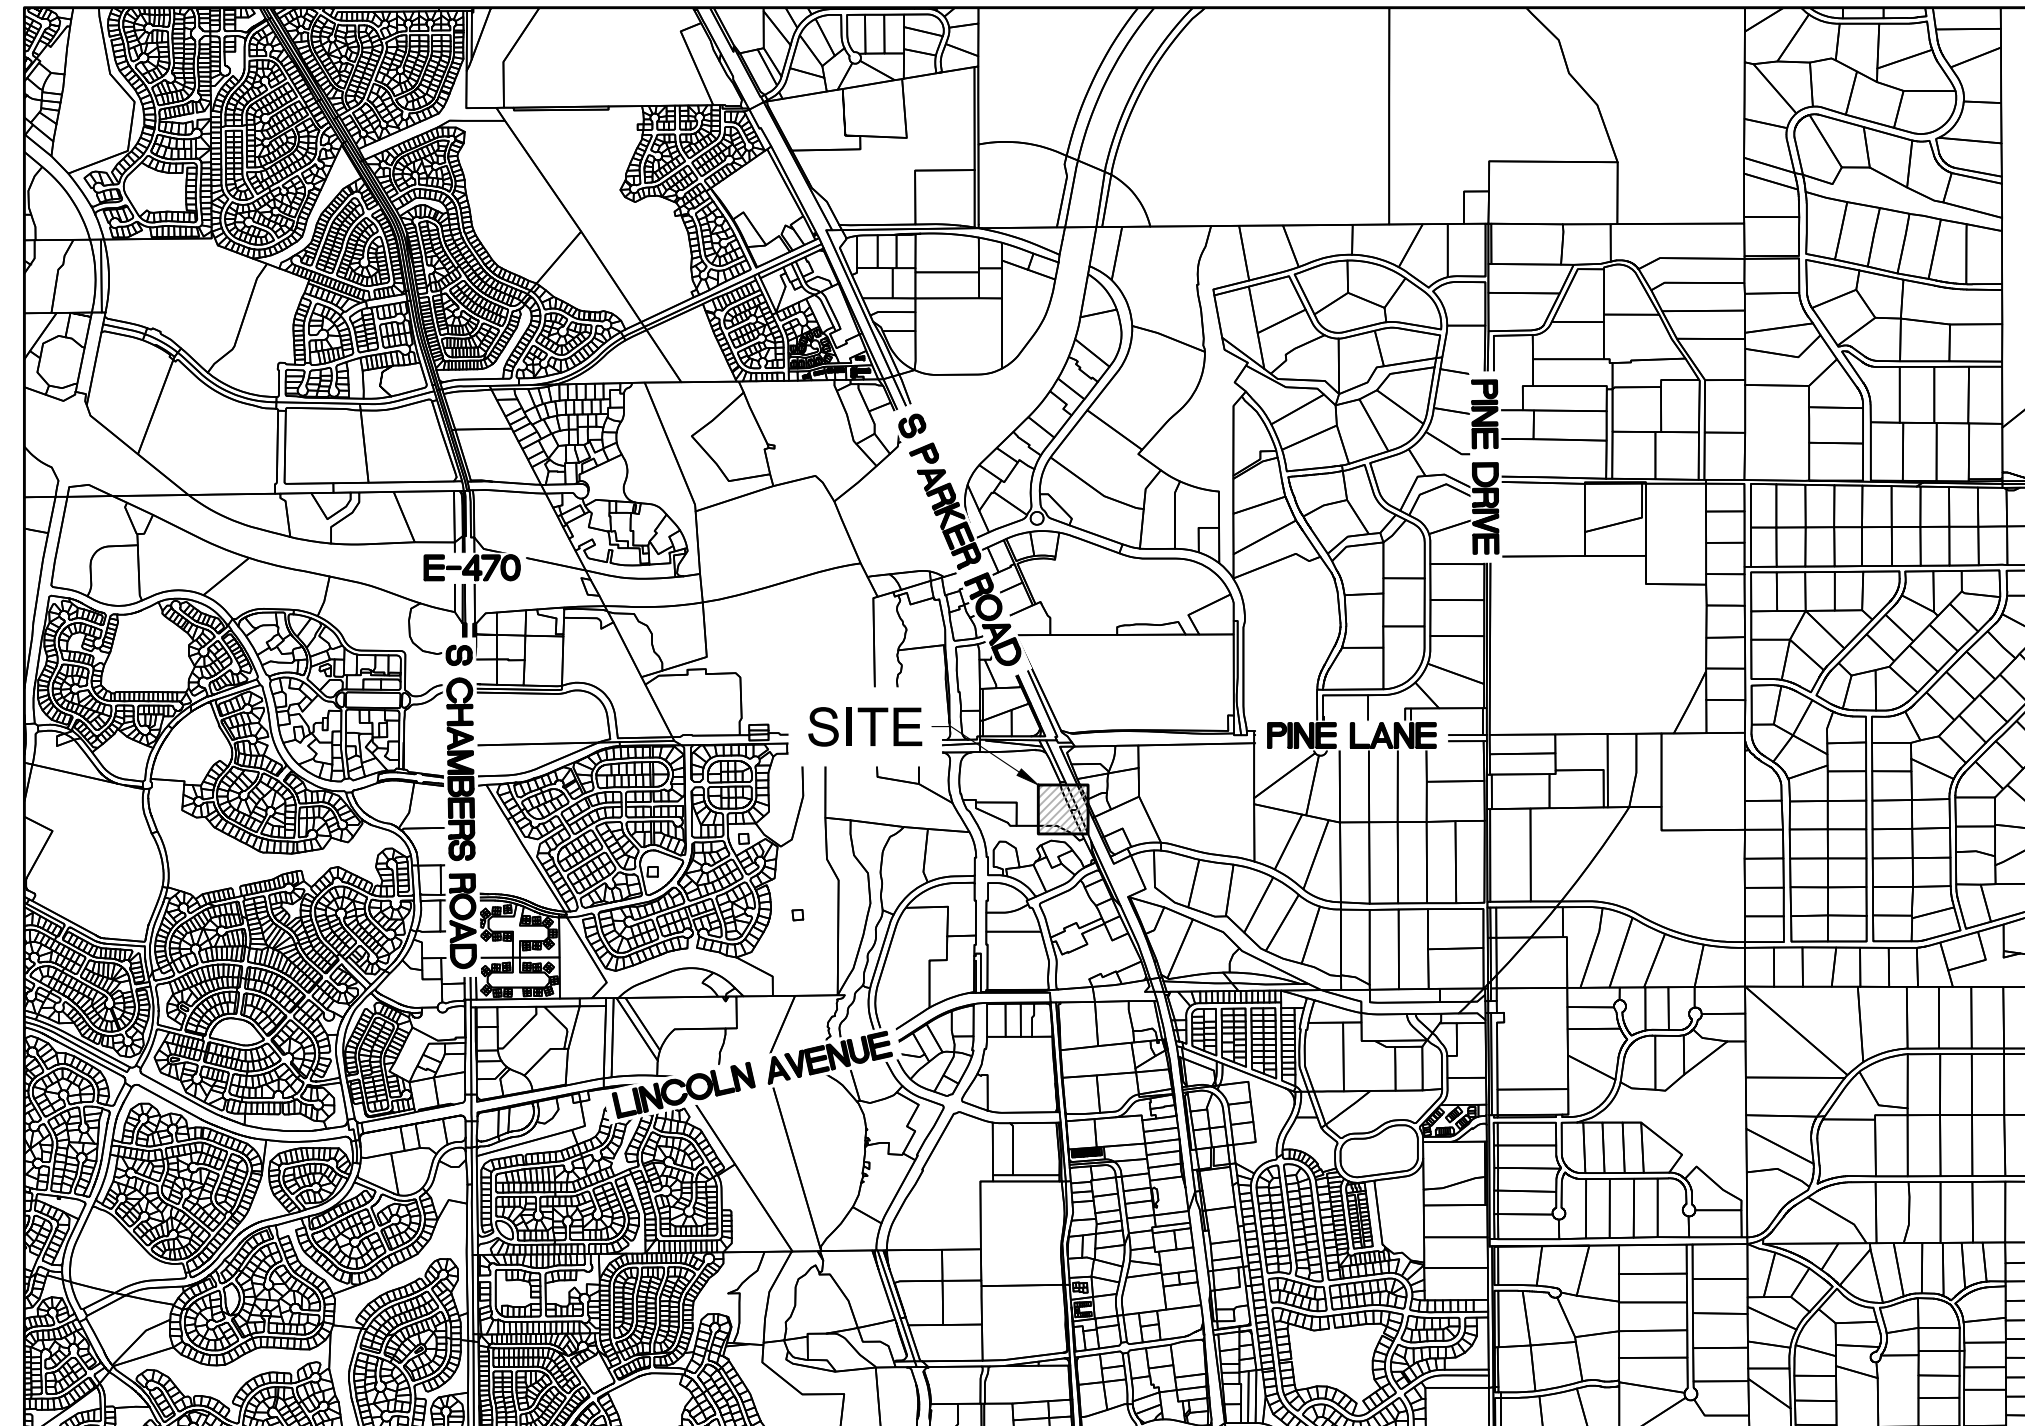 S PARKER ROAD
PINE DRIVE
E-470
S CHAMBERS ROAD
SITE
PINE LANE
LINCOLN AVENUE